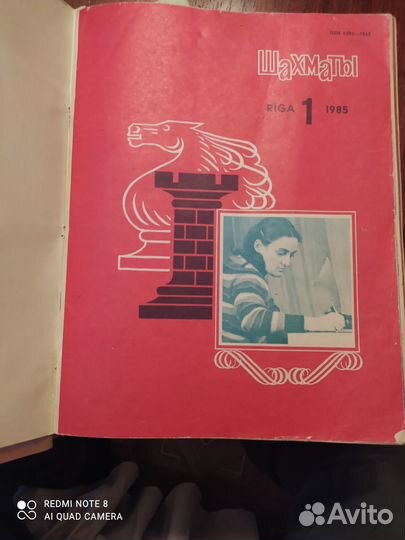 Шахматы
RIGA 1 1985
REDMI NOTE 8
AI QUAD CAMERA
Avito